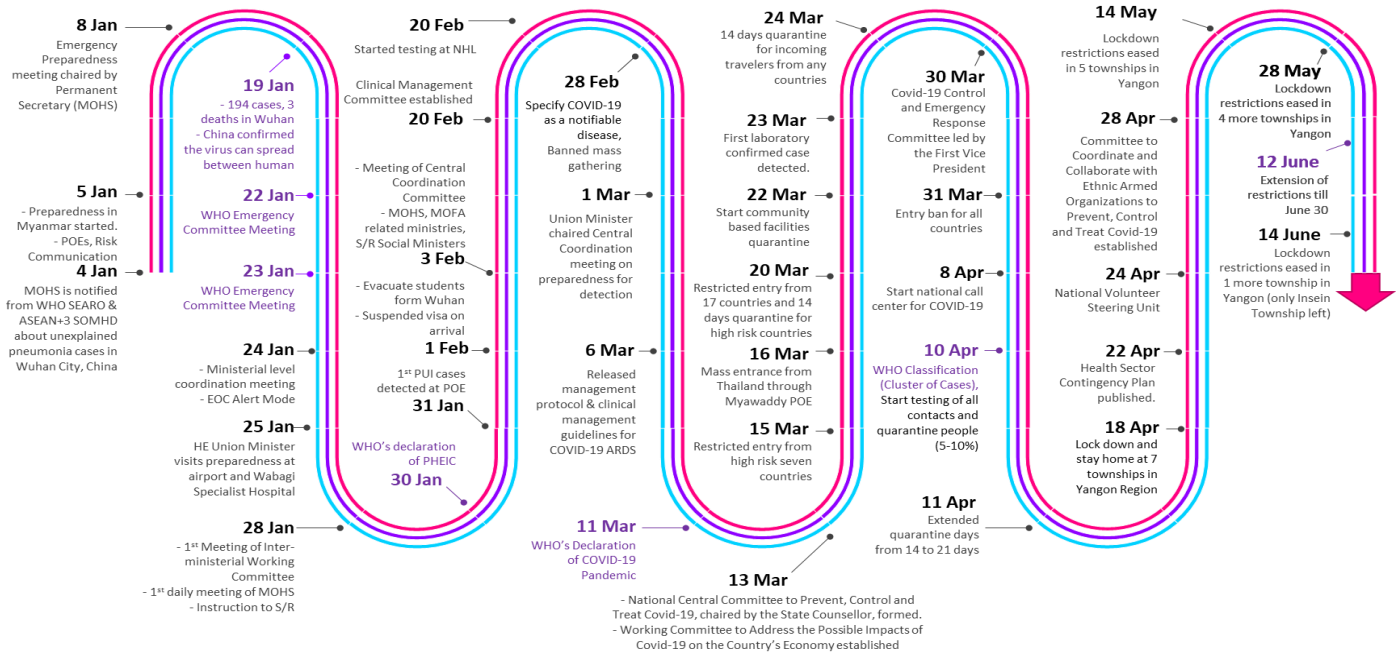 8 Jan
Emergency
Preparedness
meeting chaired by
Permanent
Secretary (MOHS)
5 Jan
- Preparedness in
Myanmar started.
- POEs, Risk
Communication
4 Jan
MOHS is notified
from WHO SEARO &
ASEAN+3 SOMHD
about unexplained
pneumonia cases in
Wuhan City, China
19 Jan
- 194 cases, 3
deaths in Wuhan
- China confirmed
the virus can spread
between human
22 Jan
WHO Emergency
Committee Meeting
23 Jan
WHO Emergency
Committee Meeting
24 Jan
- Ministerial level
coordination meeting
- EOC Alert Mode
25 Jan
HE Union Minister
visits preparedness at
airport and Wabagi
Specialist Hospital
28 Jan
- 1st Meeting of Inter-
ministerial Working
Committee
- 1st daily meeting of MOHS
- Instruction to S/R
20 Feb
Started testing at NHL
Clinical Management
Committee established
20 Feb
- Meeting of Central
Coordination
Committee
- MOHS, MOFA
related ministries,
S/R Social Ministers
3 Feb
- Evacuate students
form Wuhan
- Suspended visa on
arrival
1 Feb
1st PUI cases
detected at POE
31 Jan
WHO's declaration
of PHEIC
30 Jan
28 Feb
Specify COVID-19
as a notifiable
disease,
Banned mass
gathering
1 Mar
Union Minister
chaired Central
Coordination
meeting on
preparedness for
detection
6 Mar
Released
management
protocol & clinical
management
guidelines for
COVID-19 ARDS
11 Mar
WHO's Declaration
of COVID-19
Pandemic
13 Mar
- National Central Committee to Prevent, Control and
Treat Covid-19, chaired by the State Counsellor, formed.
- Working Committee to Address the Possible Impacts of
Covid-19 on the Country's Economy established
24 Mar
14 days quarantine
for incoming
travelers from any
countries
23 Mar
First laboratory
confirmed case
detected.
22 Mar
Start community
based facilities
quarantine
20 Mar
Restricted entry from
17 countries and 14
days quarantine for
high risk countries
16 Mar
Mass entrance from
Thailand through
Myawaddy POE
15 Mar
Restricted entry from
high risk seven
countries
30 Mar
Covid-19 Control
and Emergency
Response
Committee led by
the First Vice
President
31 Mar
Entry ban for all
countries
8 Apr
Start national call
center for COVID-19
10 Apr
WHO Classification
(Cluster of Cases),
Start testing of all
contacts and
quarantine people
(5-10%)
11 Apr
Extended
quarantine days
from 14 to 21 days
14 May
Lockdown
restrictions eased
in 5 townships in
Yangon
28 Apr
Committee to
Coordinate and
Collaborate with
Ethnic Armed
Organizations to
Prevent, Control
and Treat Covid-19
established
24 Apr
National Volunteer
Steering Unit
22 Apr
Health Sector
Contingency Plan
published.
18 Apr
Lock down and
stay home at 7
townships in
Yangon Region
28 May
Lockdown
restrictions eased in
4 more townships in
Yangon
12 June
Extension of
restrictions till
June 30
14 June
Lockdown
restrictions eased in
1 more township in
Yangon (only Insein
Township left)